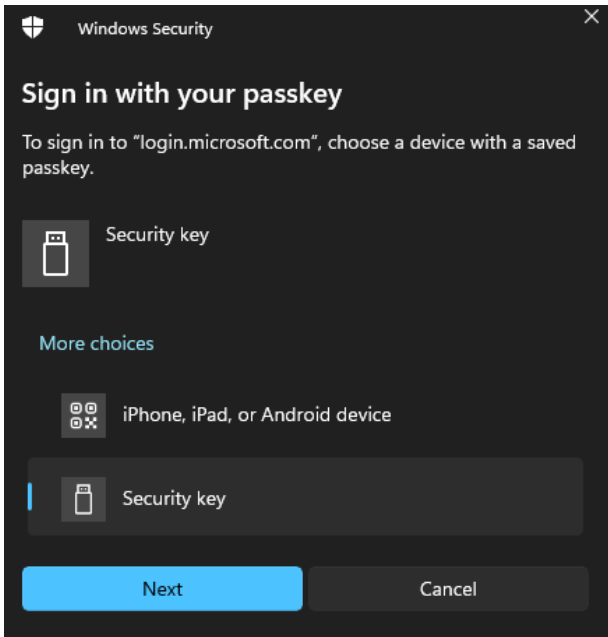 Windows Security
Sign in with your passkey
To sign in to “login.microsoft.com”, choose a device with a saved
passkey.
Security key
More choices
iPhone, iPad, or Android device
Security key
Next
Cancel